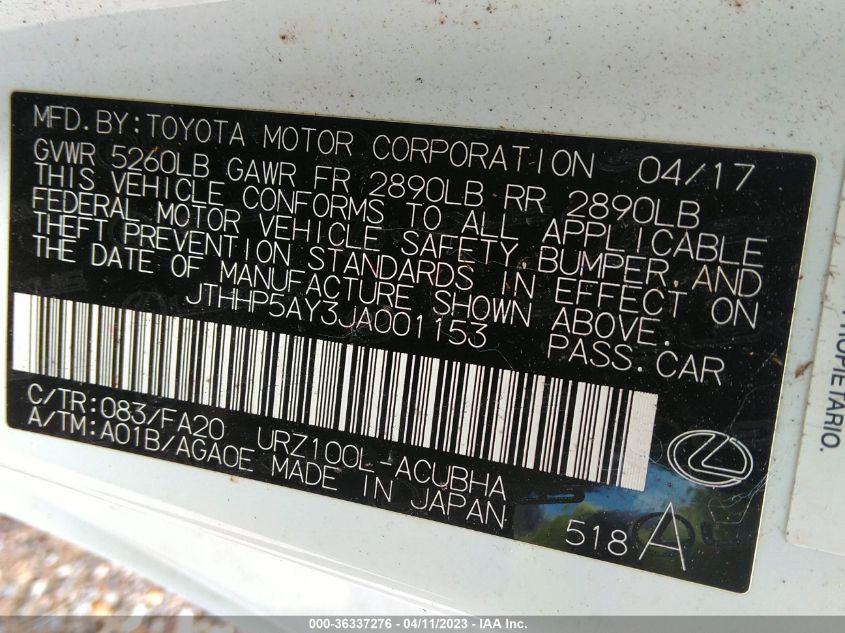 MFD.BY:TOYOTA MOTOR CORPORATION 04/17
GVWR 5260LB GAWR FR 2890LB RR 2890LB
THIS VEHICLE CONFORMS TO ALL APPLICABLE
FEDERAL MOTOR VEHICLE SAFETY,BUMPER,AND
THEFT PREVENTION STANDARDS IN EFFECT ON
THE DATE OF MANUFACTURE SHOWN ABOVE.
JTHHP5AY3JA001153 PASS.CAR
C/TR:083/FA20 URZ100L-ACUBHA
A/TM:A01B/AGA0E MADE IN JAPAN
518 A
PROPIETARIO.
000-36337276 - 04/11/2023 - IAA Inc.